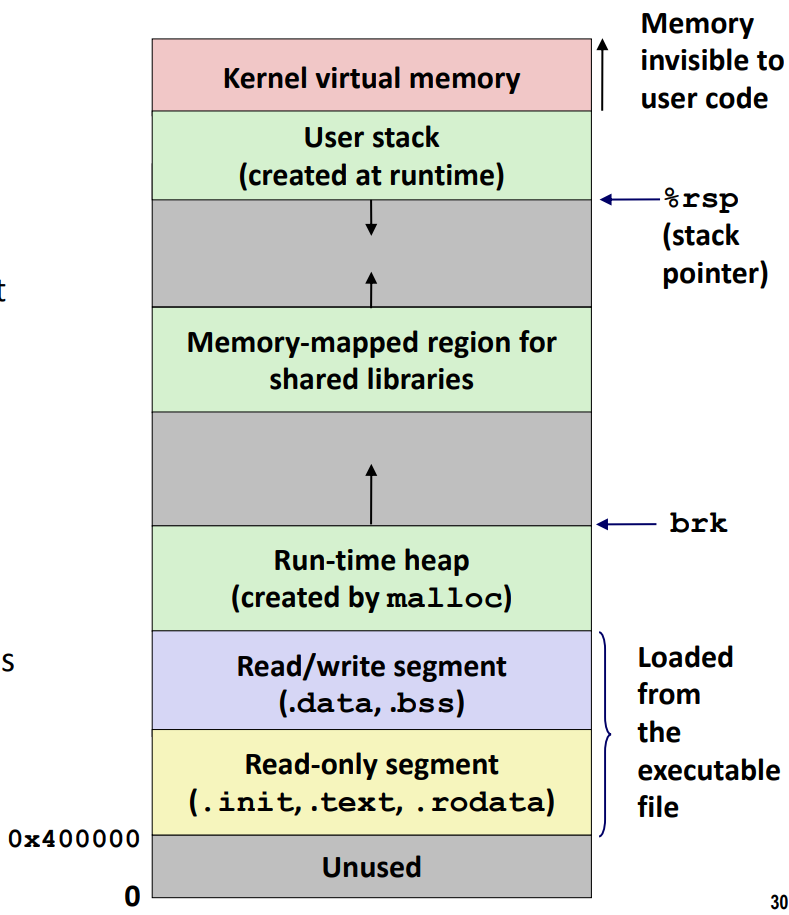 Memory
invisible to
user code
Kernel virtual memory
User stack
(created at runtime)
%rsp
(stack
pointer)
t
Memory-mapped region for
shared libraries
brk
Run-time heap
(created by malloc)
s
Read/write segment
(.data, .bss)
Loaded
from
the
executable
file
Read-only segment
(.init, .text, .rodata)
0x400000
Unused
0
30